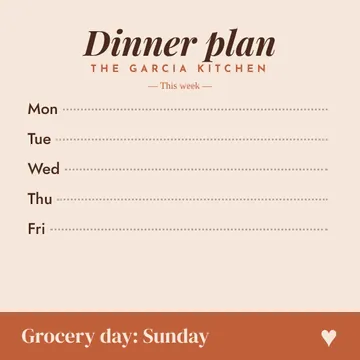 Dinner plan
THE GARCIA KITCHEN
— This week —
Mon
Tue
Wed
Thu
Fri
Grocery day: Sunday ♥